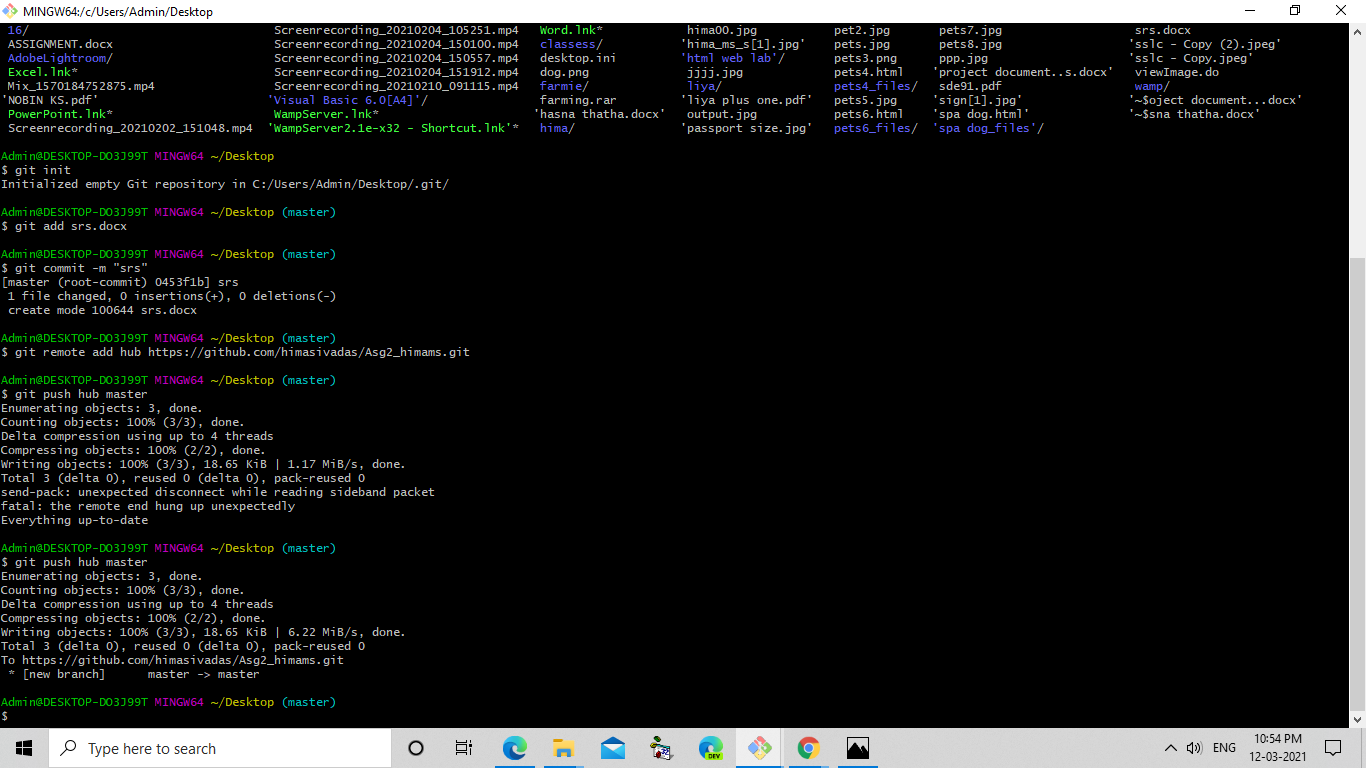 MINGW64:/c/Users/Admin/Desktop
16/ Screenrecording_20210204_105251.mp4 Word.lnk* hima00.jpg pet2.jpg pets7.jpg srs.docx
ASSIGNMENT.docx Screenrecording_20210204_150100.mp4 classess/ 'hima_ms_s[1].jpg' pets.jpg pets8.jpg 'sslc - Copy (2).jpeg'
AdobeLightroom/ Screenrecording_20210204_150557.mp4 desktop.ini 'html web lab'/ pets3.png ppp.jpg 'sslc - Copy.jpeg'
Excel.lnk* Screenrecording_20210204_151912.mp4 dog.png jjjj.jpg pets4.html 'project document..s.docx' viewImage.do
Mix_1570184752875.mp4 Screenrecording_20210210_091115.mp4 farmie/ liya/ pets4_files/ sde91.pdf wamp/
'NOBIN KS.pdf' 'Visual Basic 6.0[A4]'/ farming.rar 'liya plus one.pdf' pets5.jpg 'sign[1].jpg' '~$oject document...docx'
PowerPoint.lnk* WampServer.lnk* 'hasna thatha.docx' output.jpg pets6.html 'spa dog.html' '~$sna thatha.docx'
Screenrecording_20210202_151048.mp4 'WampServer2.1e-x32 - Shortcut.lnk'* hima/ 'passport size.jpg' pets6_files/ 'spa dog_files'/
Admin@DESKTOP-DO3J99T MINGW64 ~/Desktop
$ git init
Initialized empty Git repository in C:/Users/Admin/Desktop/.git/
Admin@DESKTOP-DO3J99T MINGW64 ~/Desktop (master)
$ git add srs.docx
Admin@DESKTOP-DO3J99T MINGW64 ~/Desktop (master)
$ git commit -m "srs"
[master (root-commit) 0453f1b] srs
1 file changed, 0 insertions(+), 0 deletions(-)
create mode 100644 srs.docx
Admin@DESKTOP-DO3J99T MINGW64 ~/Desktop (master)
$ git remote add hub https://github.com/himasivadas/Asg2_himams.git
Admin@DESKTOP-DO3J99T MINGW64 ~/Desktop (master)
$ git push hub master
Enumerating objects: 3, done.
Counting objects: 100% (3/3), done.
Delta compression using up to 4 threads
Compressing objects: 100% (2/2), done.
Writing objects: 100% (3/3), 18.65 KiB | 1.17 MiB/s, done.
Total 3 (delta 0), reused 0 (delta 0), pack-reused 0
send-pack: unexpected disconnect while reading sideband packet
fatal: the remote end hung up unexpectedly
Everything up-to-date
Admin@DESKTOP-DO3J99T MINGW64 ~/Desktop (master)
$ git push hub master
Enumerating objects: 3, done.
Counting objects: 100% (3/3), done.
Delta compression using up to 4 threads
Compressing objects: 100% (2/2), done.
Writing objects: 100% (3/3), 18.65 KiB | 6.22 MiB/s, done.
Total 3 (delta 0), reused 0 (delta 0), pack-reused 0
To https://github.com/himasivadas/Asg2_himams.git
* [new branch] master -> master
Admin@DESKTOP-DO3J99T MINGW64 ~/Desktop (master)
$
Type here to search
DEV
ENG
10:54 PM
12-03-2021